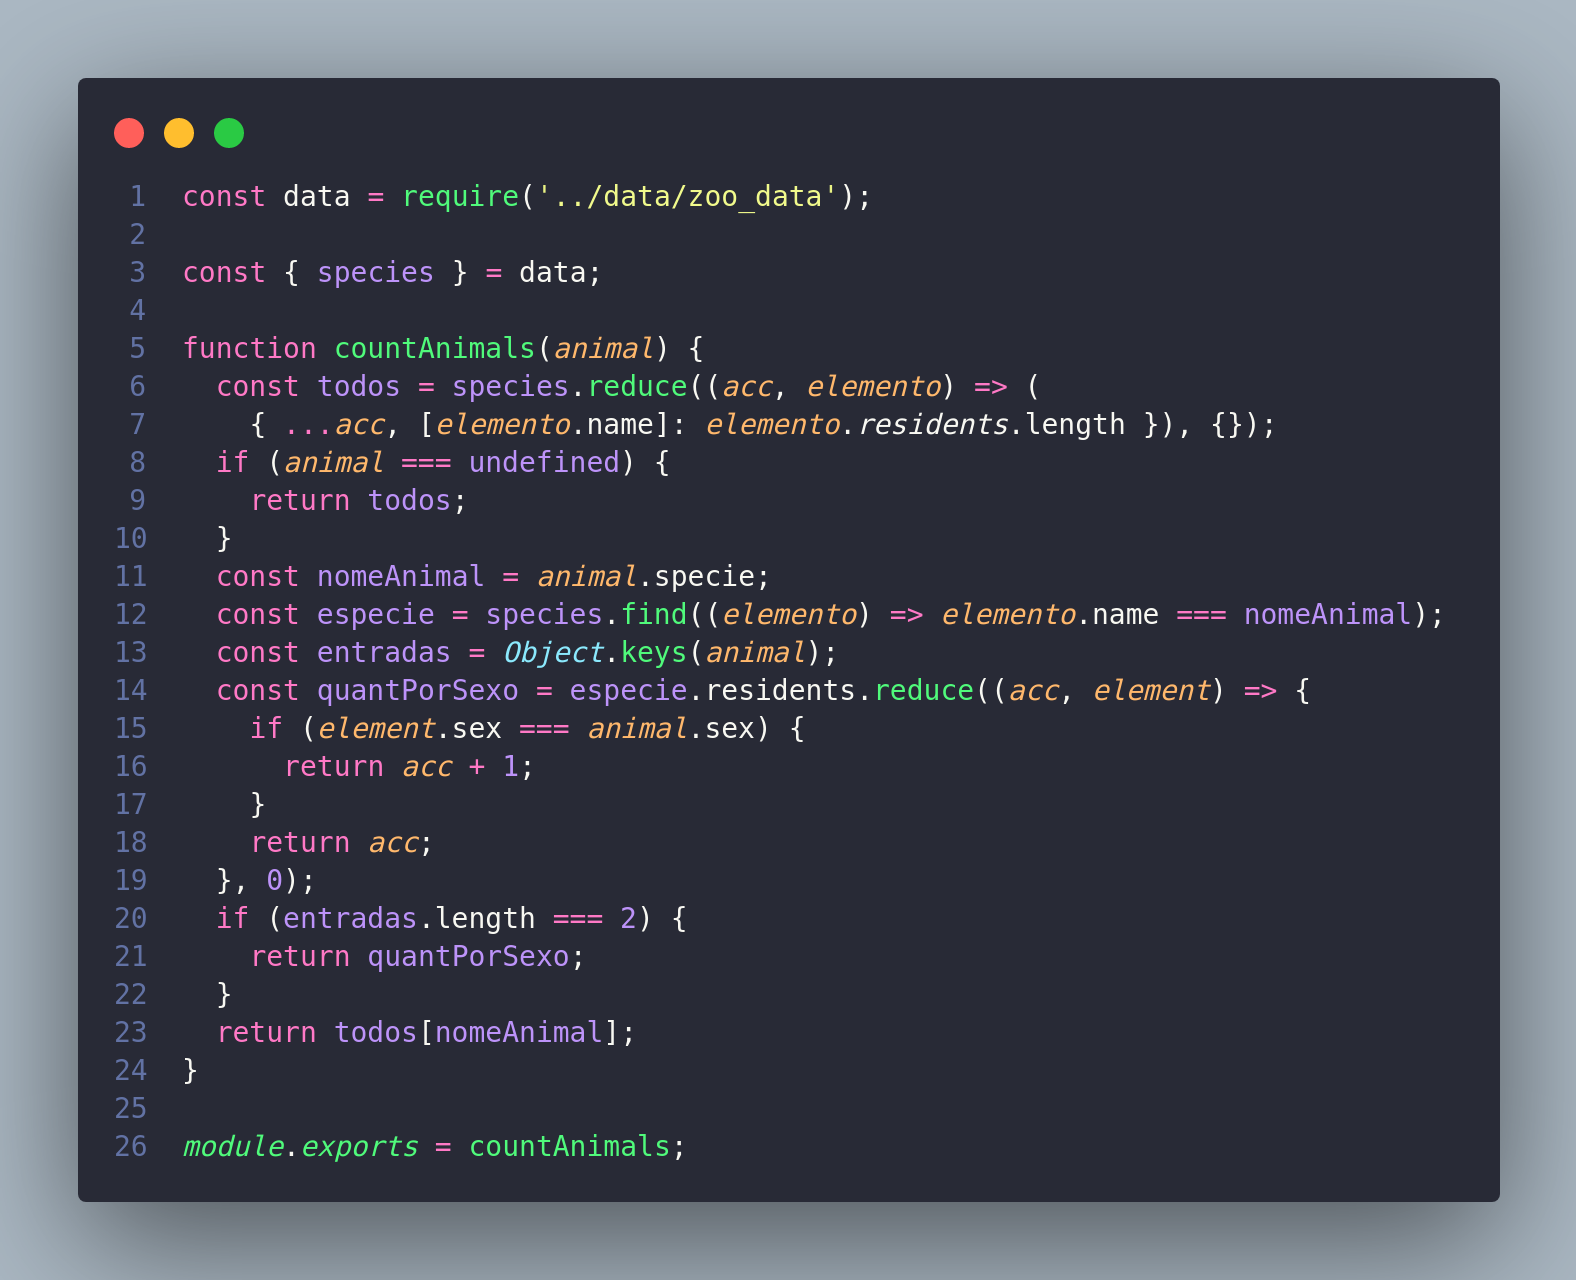 1 const data = require('../data/zoo_data');
2
3 const { species } = data;
4
5 function countAnimals(animal) {
6   const todos = species.reduce((acc, elemento) => (
7     { ...acc, [elemento.name]: elemento.residents.length }), {});
8   if (animal === undefined) {
9     return todos;
10   }
11   const nomeAnimal = animal.specie;
12   const especie = species.find((elemento) => elemento.name === nomeAnimal);
13   const entradas = Object.keys(animal);
14   const quantPorSexo = especie.residents.reduce((acc, element) => {
15     if (element.sex === animal.sex) {
16       return acc + 1;
17     }
18     return acc;
19   }, 0);
20   if (entradas.length === 2) {
21     return quantPorSexo;
22   }
23   return todos[nomeAnimal];
24 }
25
26 module.exports = countAnimals;